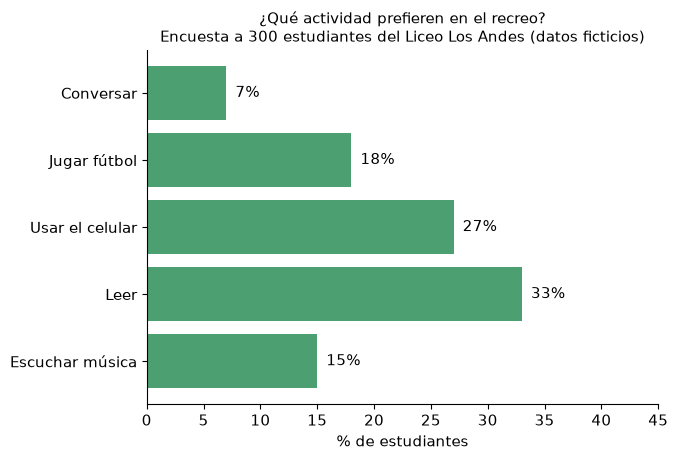 ¿Qué actividad prefieren en el recreo?
Encuesta a 300 estudiantes del Liceo Los Andes (datos ficticios)
Conversar
7%
Jugar fútbol
18%
Usar el celular
27%
Leer
33%
Escuchar música
15%
0 5 10 15 20 25 30 35 40 45
% de estudiantes